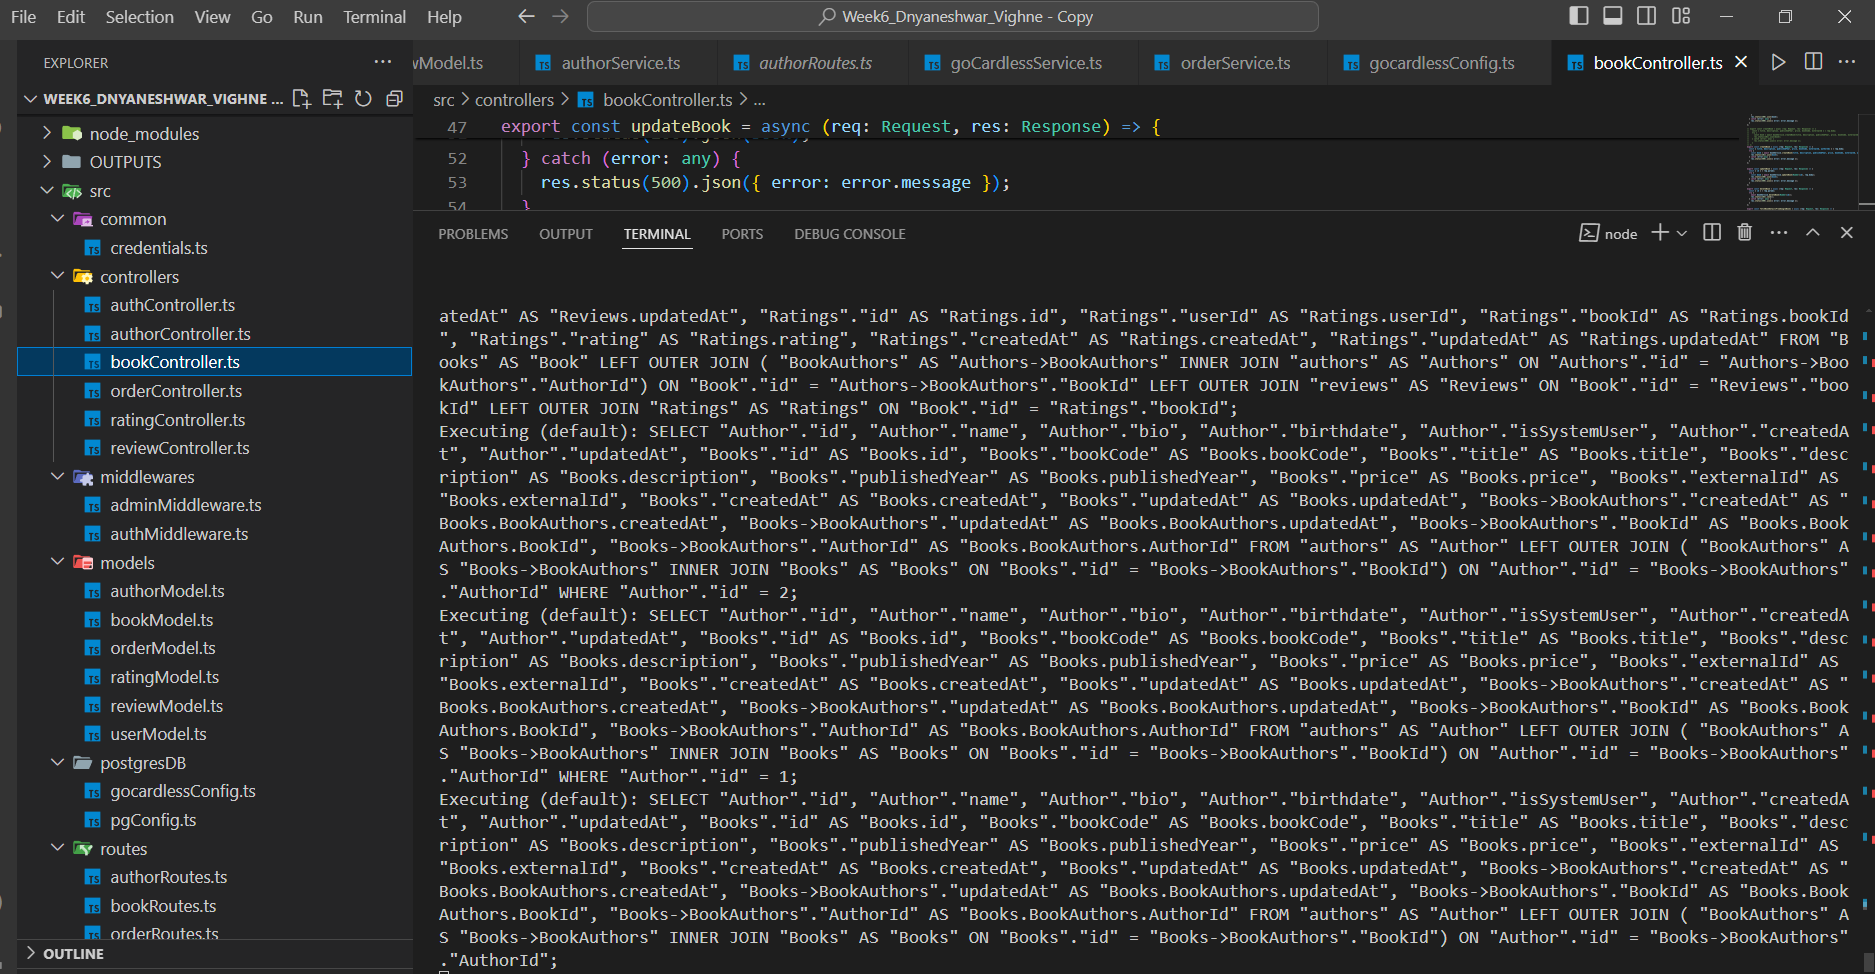 File Edit Selection View Go Run Terminal Help
Week6_Dnyaneshwar_Vighne - Copy
EXPLORER
WEEK6_DNYANESHWAR_VIGHNE ...
node_modules
OUTPUTS
src
common
credentials.ts
controllers
authController.ts
authorController.ts
bookController.ts
orderController.ts
ratingController.ts
reviewController.ts
middlewares
adminMiddleware.ts
authMiddleware.ts
models
authorModel.ts
bookModel.ts
orderModel.ts
ratingModel.ts
reviewModel.ts
userModel.ts
postgresDB
gocardlessConfig.ts
pgConfig.ts
routes
authorRoutes.ts
bookRoutes.ts
orderRoutes.ts
OUTLINE
wModel.ts authorService.ts authorRoutes.ts goCardlessService.ts orderService.ts gocardlessConfig.ts bookController.ts
src > controllers > bookController.ts > ...
47 export const updateBook = async (req: Request, res: Response) => {
52 } catch (error: any) {
53 res.status(500).json({ error: error.message });
54 }
PROBLEMS OUTPUT TERMINAL PORTS DEBUG CONSOLE
node
atedAt" AS "Reviews.updatedAt", "Ratings"."id" AS "Ratings.id", "Ratings"."userId" AS "Ratings.userId", "Ratings"."bookId" AS "Ratings.bookId
", "Ratings"."rating" AS "Ratings.rating", "Ratings"."createdAt" AS "Ratings.createdAt", "Ratings"."updatedAt" AS "Ratings.updatedAt" FROM "B
ooks" AS "Book" LEFT OUTER JOIN ( "BookAuthors" AS "Authors->BookAuthors" INNER JOIN "authors" AS "Authors" ON "Authors"."id" = "Authors->Boo
kAuthors"."AuthorId") ON "Book"."id" = "Authors->BookAuthors"."BookId" LEFT OUTER JOIN "reviews" AS "Reviews" ON "Book"."id" = "Reviews"."boo
kId" LEFT OUTER JOIN "Ratings" AS "Ratings" ON "Book"."id" = "Ratings"."bookId";
Executing (default): SELECT "Author"."id", "Author"."name", "Author"."bio", "Author"."birthdate", "Author"."isSystemUser", "Author"."createdA
t", "Author"."updatedAt", "Books"."id" AS "Books.id", "Books"."bookCode" AS "Books.bookCode", "Books"."title" AS "Books.title", "Books"."desc
ription" AS "Books.description", "Books"."publishedYear" AS "Books.publishedYear", "Books"."price" AS "Books.price", "Books"."externalId" AS
"Books.externalId", "Books"."createdAt" AS "Books.createdAt", "Books"."updatedAt" AS "Books.updatedAt", "Books->BookAuthors"."createdAt" AS "
Books.BookAuthors.createdAt", "Books->BookAuthors"."updatedAt" AS "Books.BookAuthors.updatedAt", "Books->BookAuthors"."BookId" AS "Books.Book
Authors.BookId", "Books->BookAuthors"."AuthorId" AS "Books.BookAuthors.AuthorId" FROM "authors" AS "Author" LEFT OUTER JOIN ( "BookAuthors" A
S "Books->BookAuthors" INNER JOIN "Books" AS "Books" ON "Books"."id" = "Books->BookAuthors"."BookId") ON "Author"."id" = "Books->BookAuthors"
."AuthorId" WHERE "Author"."id" = 2;
Executing (default): SELECT "Author"."id", "Author"."name", "Author"."bio", "Author"."birthdate", "Author"."isSystemUser", "Author"."createdA
t", "Author"."updatedAt", "Books"."id" AS "Books.id", "Books"."bookCode" AS "Books.bookCode", "Books"."title" AS "Books.title", "Books"."desc
ription" AS "Books.description", "Books"."publishedYear" AS "Books.publishedYear", "Books"."price" AS "Books.price", "Books"."externalId" AS
"Books.externalId", "Books"."createdAt" AS "Books.createdAt", "Books"."updatedAt" AS "Books.updatedAt", "Books->BookAuthors"."createdAt" AS "
Books.BookAuthors.createdAt", "Books->BookAuthors"."updatedAt" AS "Books.BookAuthors.updatedAt", "Books->BookAuthors"."BookId" AS "Books.Book
Authors.BookId", "Books->BookAuthors"."AuthorId" AS "Books.BookAuthors.AuthorId" FROM "authors" AS "Author" LEFT OUTER JOIN ( "BookAuthors" A
S "Books->BookAuthors" INNER JOIN "Books" AS "Books" ON "Books"."id" = "Books->BookAuthors"."BookId") ON "Author"."id" = "Books->BookAuthors"
."AuthorId" WHERE "Author"."id" = 1;
Executing (default): SELECT "Author"."id", "Author"."name", "Author"."bio", "Author"."birthdate", "Author"."isSystemUser", "Author"."createdA
t", "Author"."updatedAt", "Books"."id" AS "Books.id", "Books"."bookCode" AS "Books.bookCode", "Books"."title" AS "Books.title", "Books"."desc
ription" AS "Books.description", "Books"."publishedYear" AS "Books.publishedYear", "Books"."price" AS "Books.price", "Books"."externalId" AS
"Books.externalId", "Books"."createdAt" AS "Books.createdAt", "Books"."updatedAt" AS "Books.updatedAt", "Books->BookAuthors"."createdAt" AS "
Books.BookAuthors.createdAt", "Books->BookAuthors"."updatedAt" AS "Books.BookAuthors.updatedAt", "Books->BookAuthors"."BookId" AS "Books.Book
Authors.BookId", "Books->BookAuthors"."AuthorId" AS "Books.BookAuthors.AuthorId" FROM "authors" AS "Author" LEFT OUTER JOIN ( "BookAuthors" A
S "Books->BookAuthors" INNER JOIN "Books" AS "Books" ON "Books"."id" = "Books->BookAuthors"."BookId") ON "Author"."id" = "Books->BookAuthors"
."AuthorId";